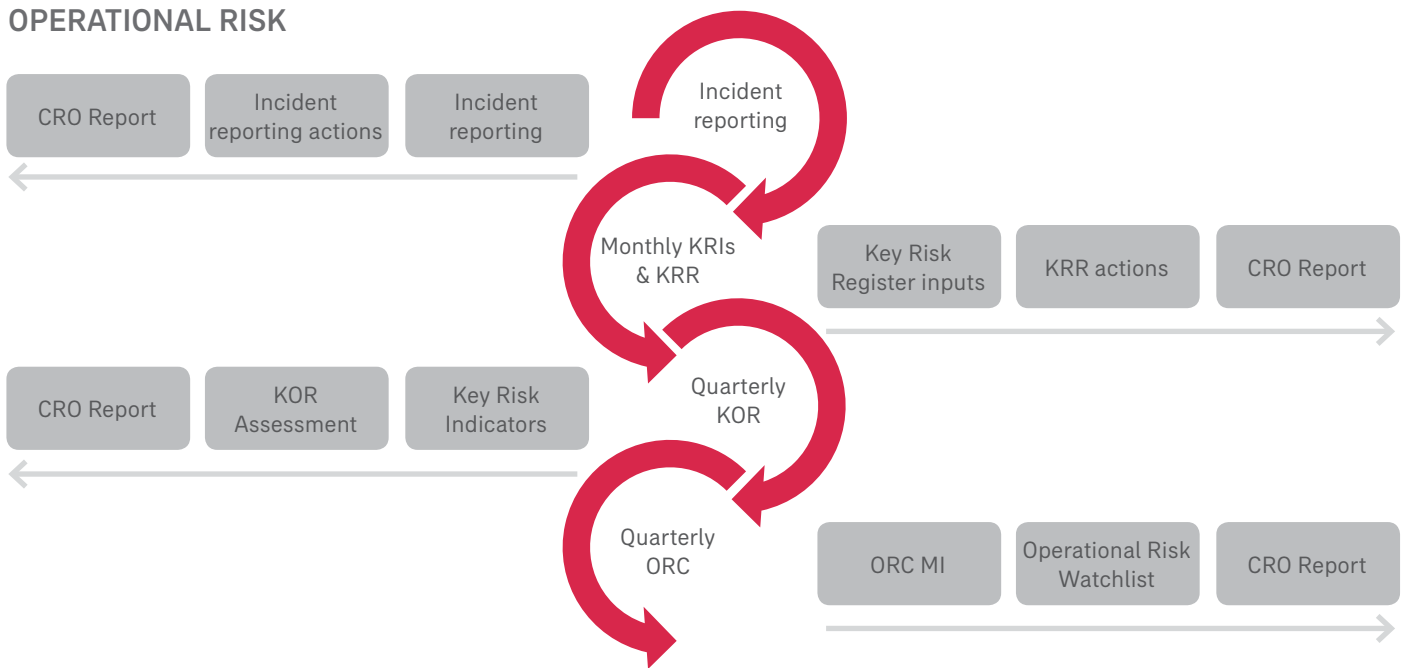 OPERATIONAL RISK
CRO Report
Incident
reporting actions
Incident
reporting
Incident
reporting
Monthly KRIs
& KRR
Key Risk
Register inputs
KRR actions
CRO Report
CRO Report
KOR
Assessment
Key Risk
Indicators
Quarterly
KOR
Quarterly
ORC
ORC MI
Operational Risk
Watchlist
CRO Report